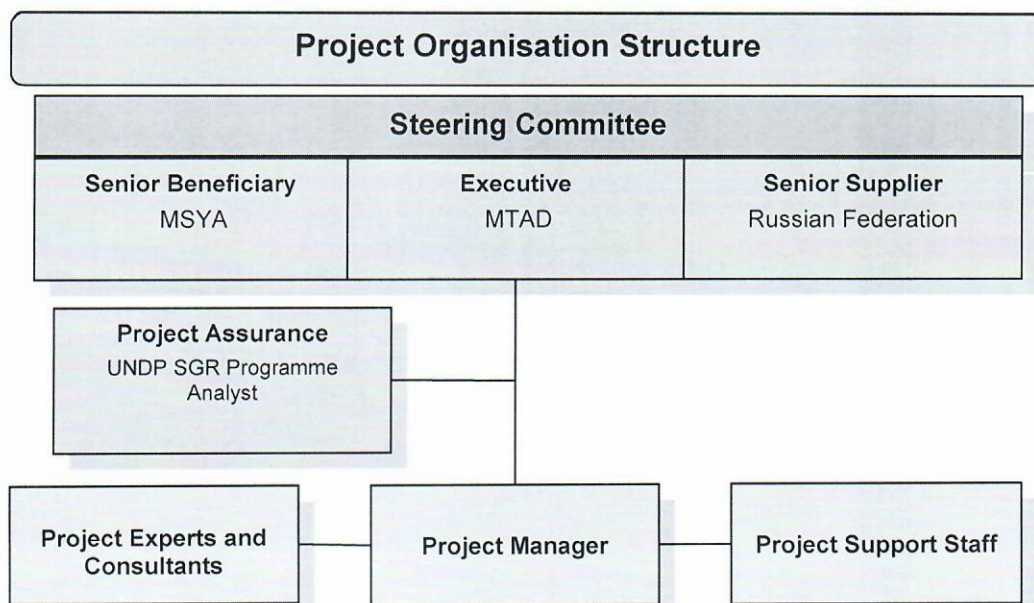 Project Organisation Structure
Steering Committee
Senior Beneficiary
MSYA
Executive
MTAD
Senior Supplier
Russian Federation
Project Assurance
UNDP SGR Programme
Analyst
Project Experts and
Consultants
Project Manager
Project Support Staff